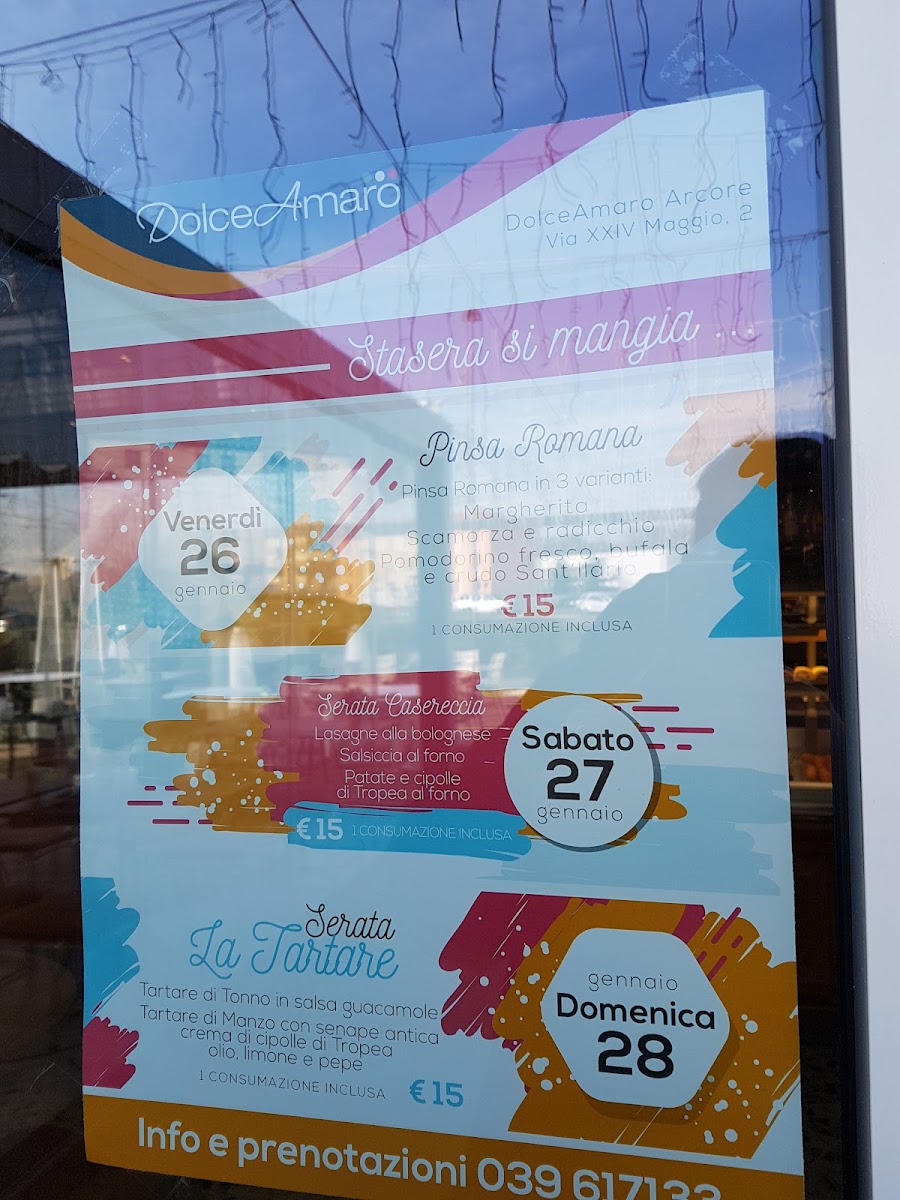 DolceAmaro
DolceAmaro Arcore
Via XXIV Maggio, 2
Stasera si mangia ...
Pinsa Romana
Pinsa Romana in 3 varianti:
Margherita
Scamorza e radicchio
Pomodorino fresco, bufala
e crudo Sant'Ilario
€ 15
1 CONSUMAZIONE INCLUSA
Venerdì
26
gennaio
Serata Casereccia
Lasagne alla bolognese
Salsiccia al forno
Patate e cipolle
di Tropea al forno
€ 15 1 CONSUMAZIONE INCLUSA
Sabato
27
gennaio
Serata
La Tartare
Tartare di Tonno in salsa guacamole
Tartare di Manzo con senape antica
crema di cipolle di Tropea
olio, limone e pepe
1 CONSUMAZIONE INCLUSA € 15
gennaio
Domenica
28
Info e prenotazioni 039 617133